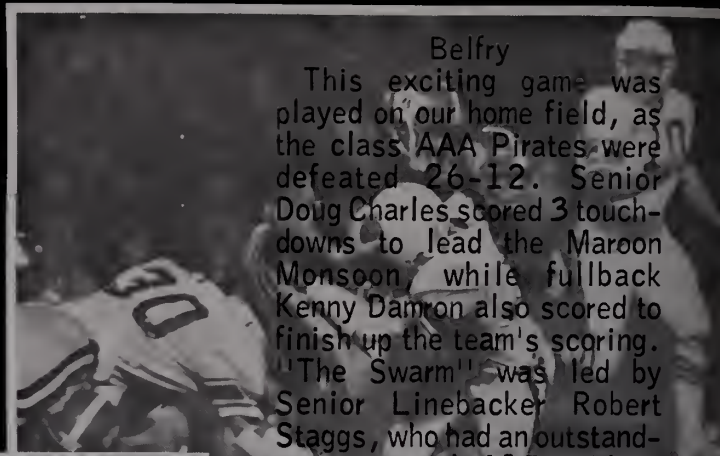 Belfry
This exciting game was
played on our home field, as
the class AAA Pirates were
defeated 26-12. Senior
Doug Charles scored 3 touch-
downs to lead the Maroon
Monsoon, while fullback
Kenny Damron also scored to
finish up the team's scoring.
"The Swarm" was led by
Senior Linebacker Robert
Staggs, who had an outstand-